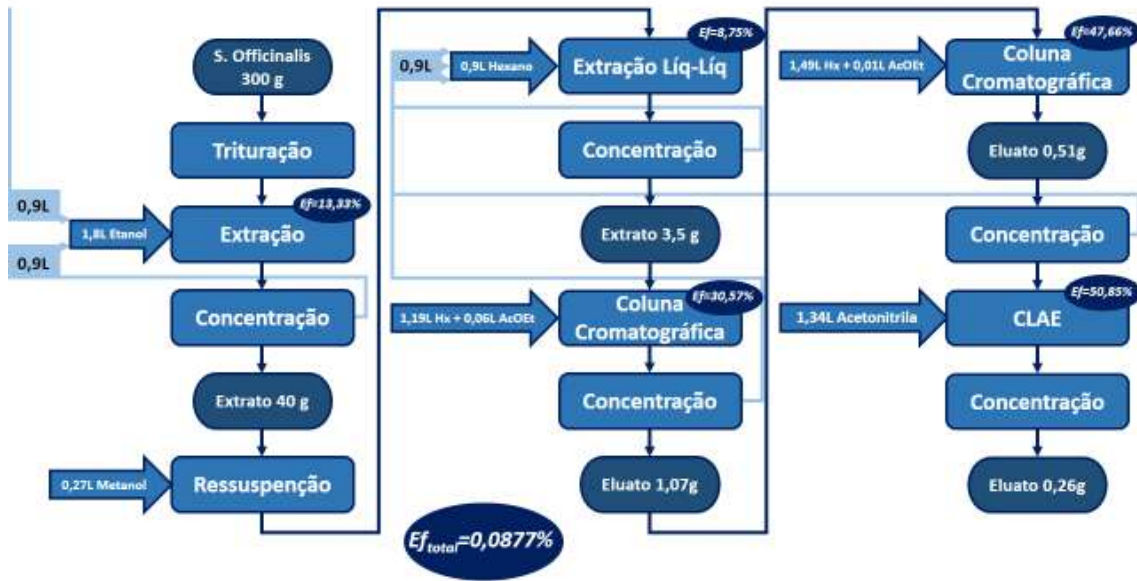 S. Officinalis
300 g
Trituração
0,9L
Ef=13,33%
1,8L Etanol
Extração
0,9L
Concentração
Extrato 40 g
0,27L Metanol
Ressuspenção
Ef=8,75%
0,9L
0,9L Hexano
Extração Líq-Líq
Concentração
Extrato 3,5 g
Ef=30,57%
1,19L Hx + 0,06L AcOEt
Coluna
Cromatográfica
Concentração
Eluato 1,07g
Ef=47,66%
1,49L Hx + 0,01L AcOEt
Coluna
Cromatográfica
Eluato 0,51g
Concentração
Ef=50,85%
1,34L Acetonitrila
CLAE
Concentração
Eluato 0,26g
Ef total=0,0877%